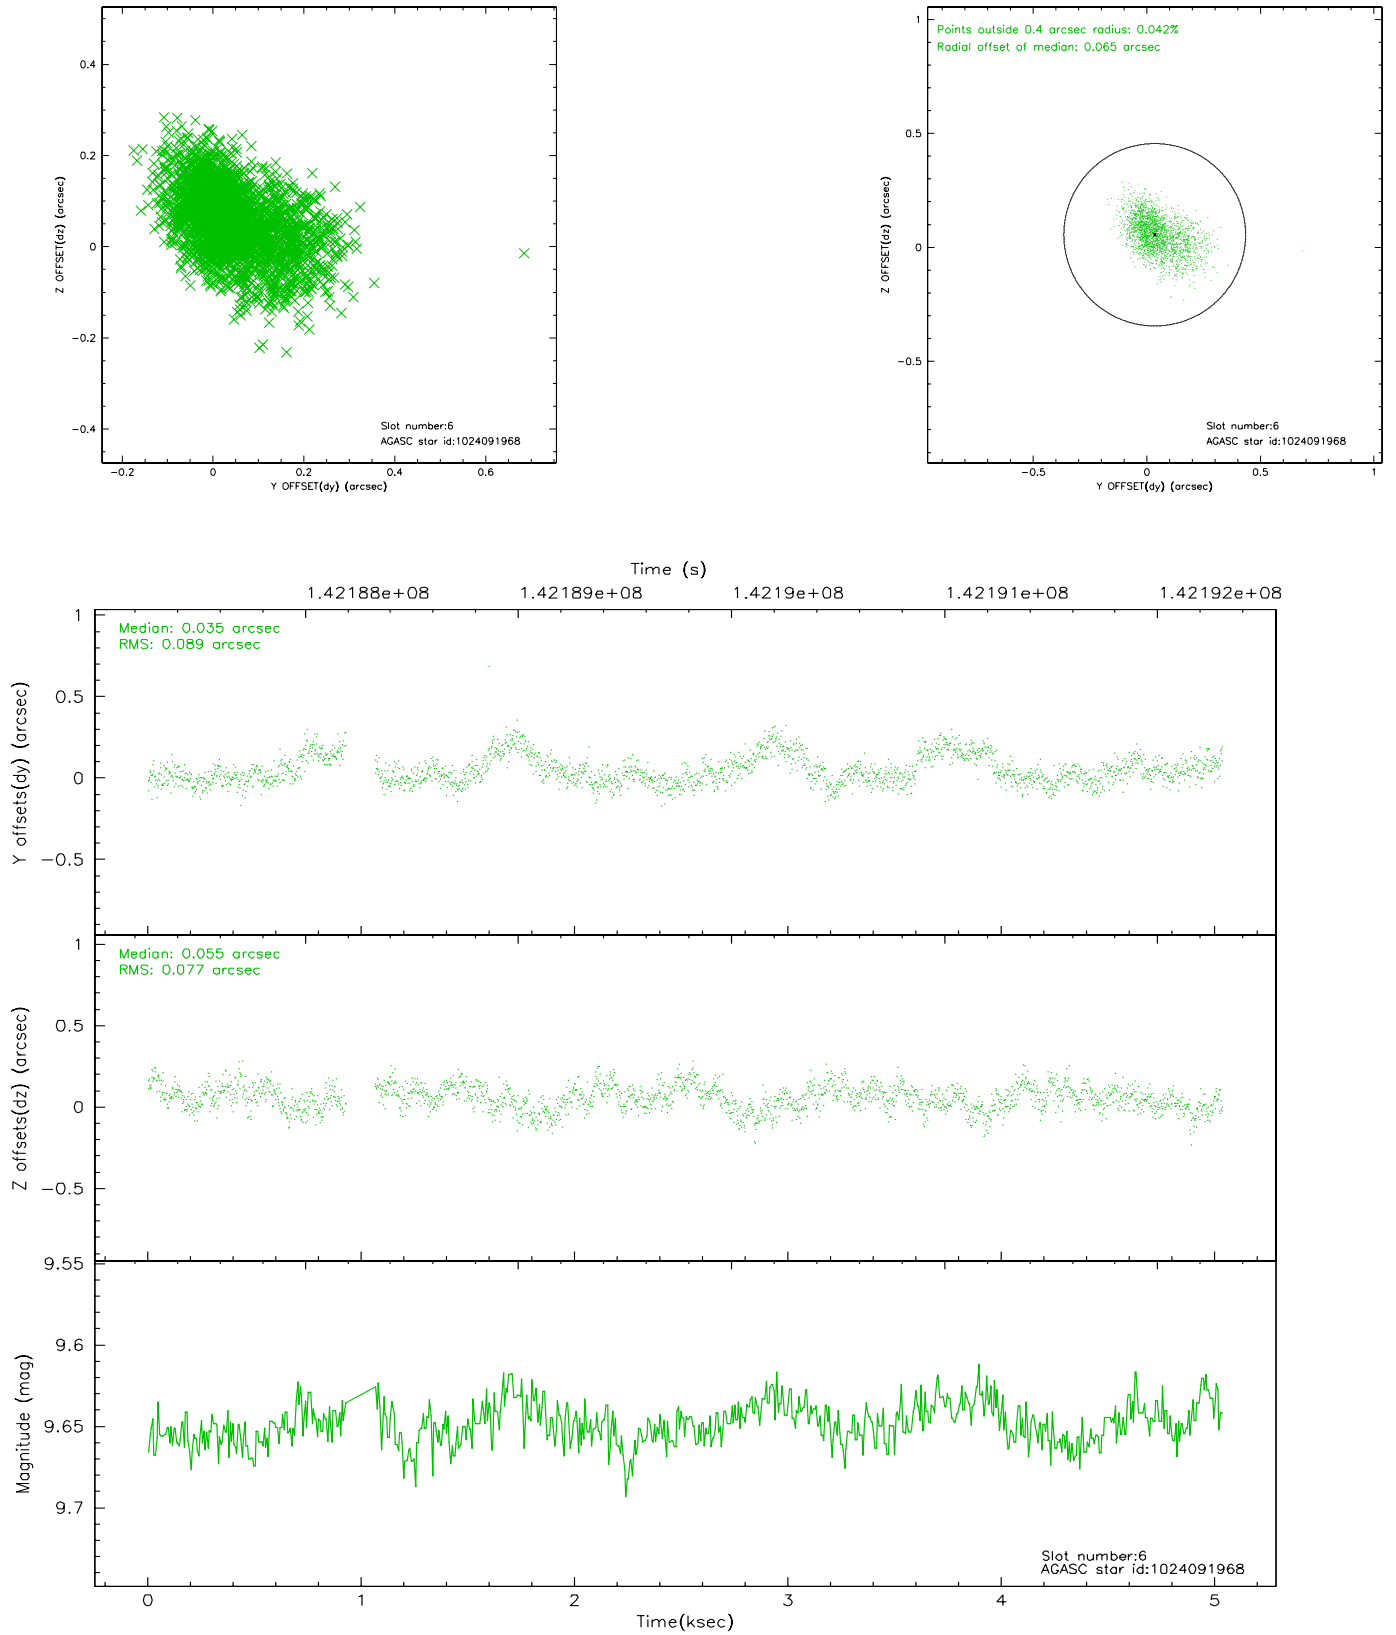 0.4
0.2
0
−0.2
−0.4
Z OFFSET(dz) (arcsec)
Slot number:6
AGASC star id:1024091968
−0.2 0 0.2 0.4 0.6
Y OFFSET(dy) (arcsec)
Points outside 0.4 arcsec radius: 0.042%
Radial offset of median: 0.065 arcsec
1
0.5
0
−0.5
Z OFFSET(dz) (arcsec)
Slot number:6
AGASC star id:1024091968
−0.5 0 0.5 1
Y OFFSET(dy) (arcsec)
Time (s)
1.42188e+08 1.42189e+08 1.4219e+08 1.42191e+08 1.42192e+08
Median: 0.035 arcsec
RMS: 0.089 arcsec
1
0.5
0
−0.5
Y offsets(dy) (arcsec)
Median: 0.055 arcsec
RMS: 0.077 arcsec
1
0.5
0
−0.5
Z offsets(dz) (arcsec)
9.55
9.6
9.65
9.7
Magnitude (mag)
Slot number:6
AGASC star id:1024091968
0 1 2 3 4 5
Time(ksec)